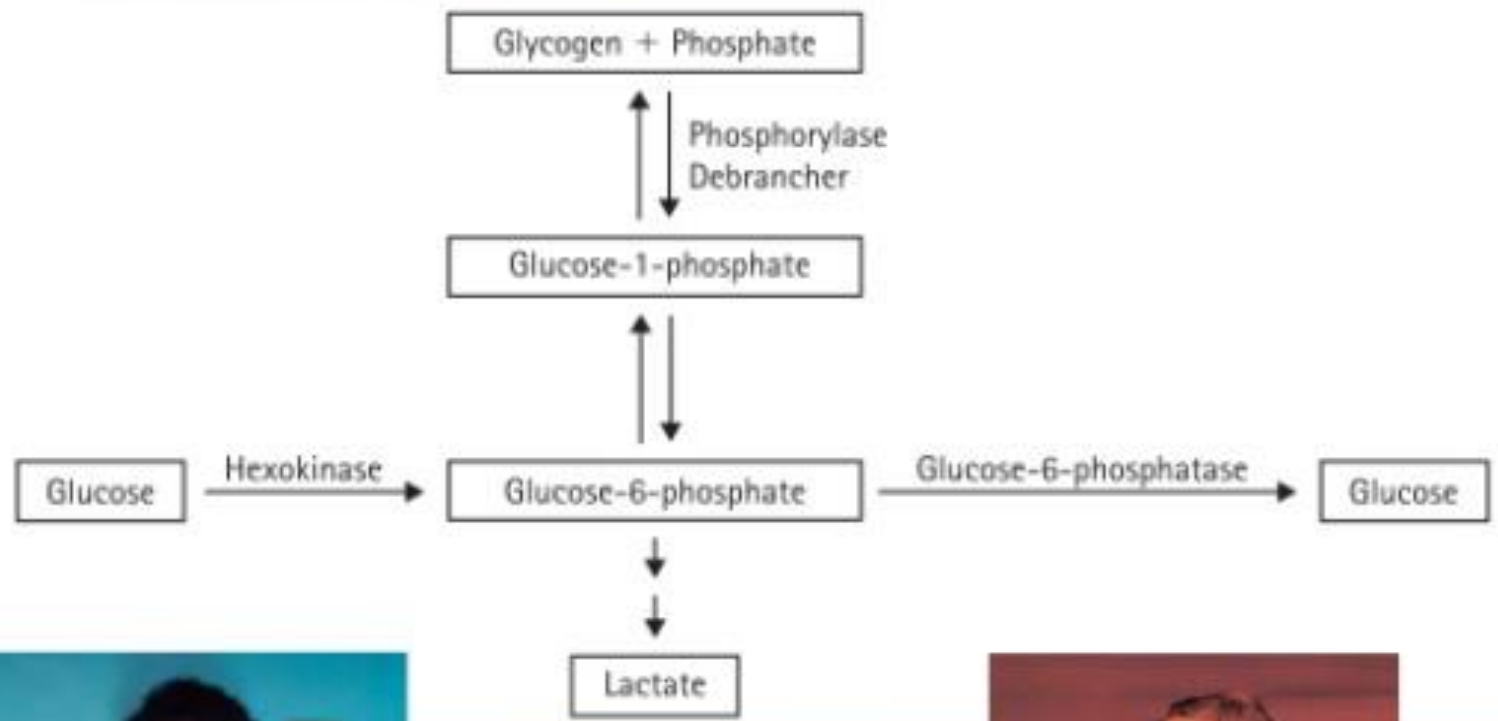 Glycogen + Phosphate
Phosphorylase
Debrancher
Glucose-1-phosphate
Glucose
Hexokinase
Glucose-6-phosphate
Glucose-6-phosphatase
Glucose
Lactate